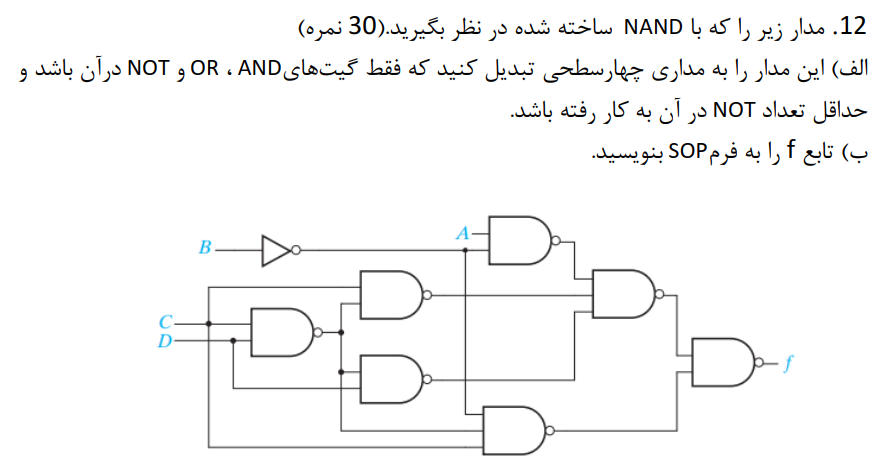 12. مدار زیر را که با NAND ساخته شده در نظر بگیرید.(30 نمره)
الف) این مدار را به مداری چهارسطحی تبدیل کنید که فقط گیت‌هایAND ، OR و NOT درآن باشد و
حداقل تعداد NOT در آن به کار رفته باشد.
ب) تابع f را به فرمSOP بنویسید.
A
B
C
D
f